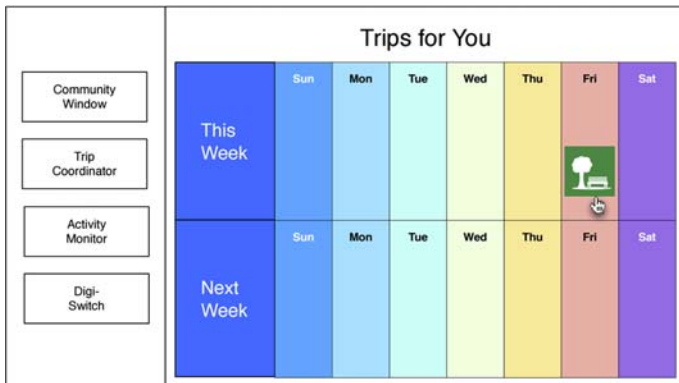 Trips for You
Community
Window
Trip
Coordinator
Activity
Monitor
Digi-
Switch
Sun Mon Tue Wed Thu Fri Sat
This
Week
Sun Mon Tue Wed Thu Fri Sat
Next
Week